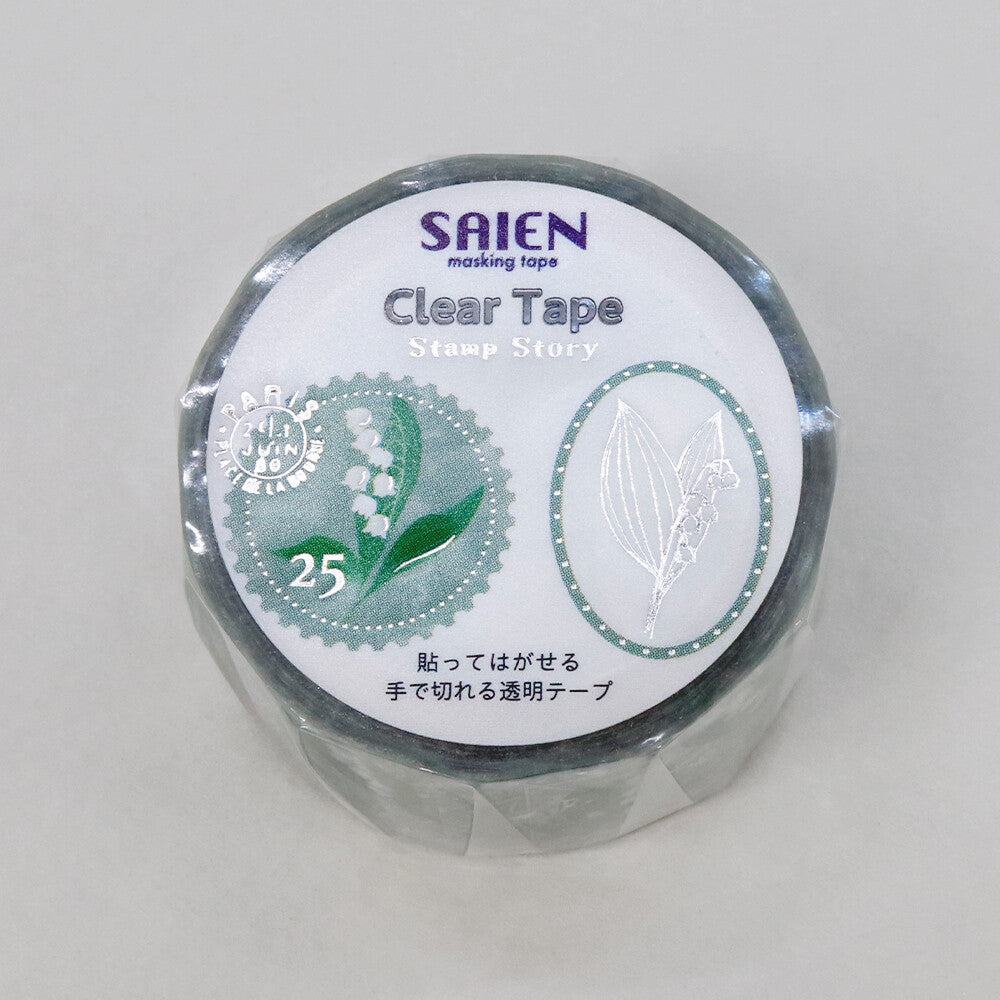 SAIEN
masking tape
Clear Tape
Stamp Story
PARIS
JUIN
25
貼ってはがせる
手で切れる透明テープ